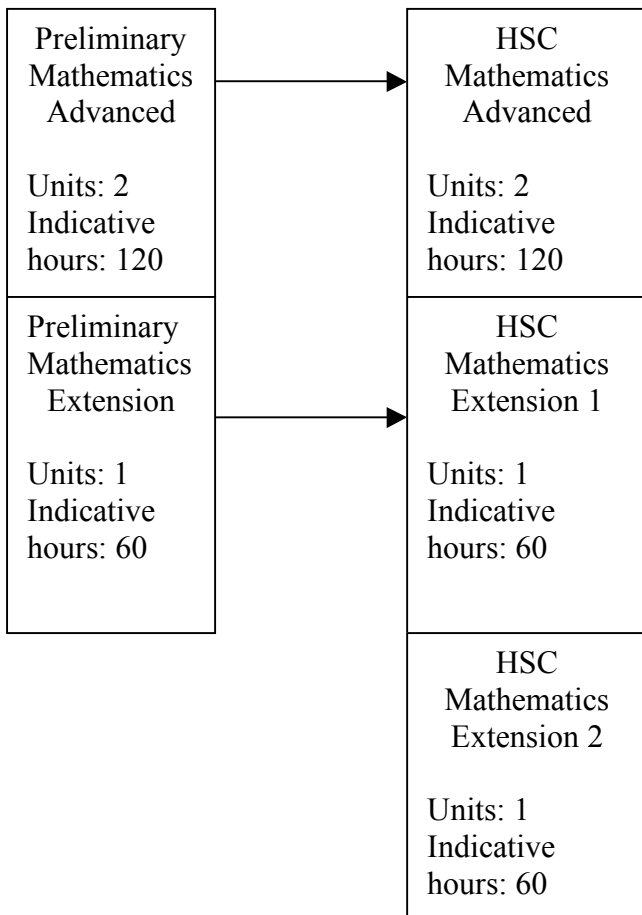 Preliminary
Mathematics
Advanced
Units: 2
Indicative
hours: 120
HSC
Mathematics
Advanced
Units: 2
Indicative
hours: 120
Preliminary
Mathematics
Extension
Units: 1
Indicative
hours: 60
HSC
Mathematics
Extension 1
Units: 1
Indicative
hours: 60
HSC
Mathematics
Extension 2
Units: 1
Indicative
hours: 60